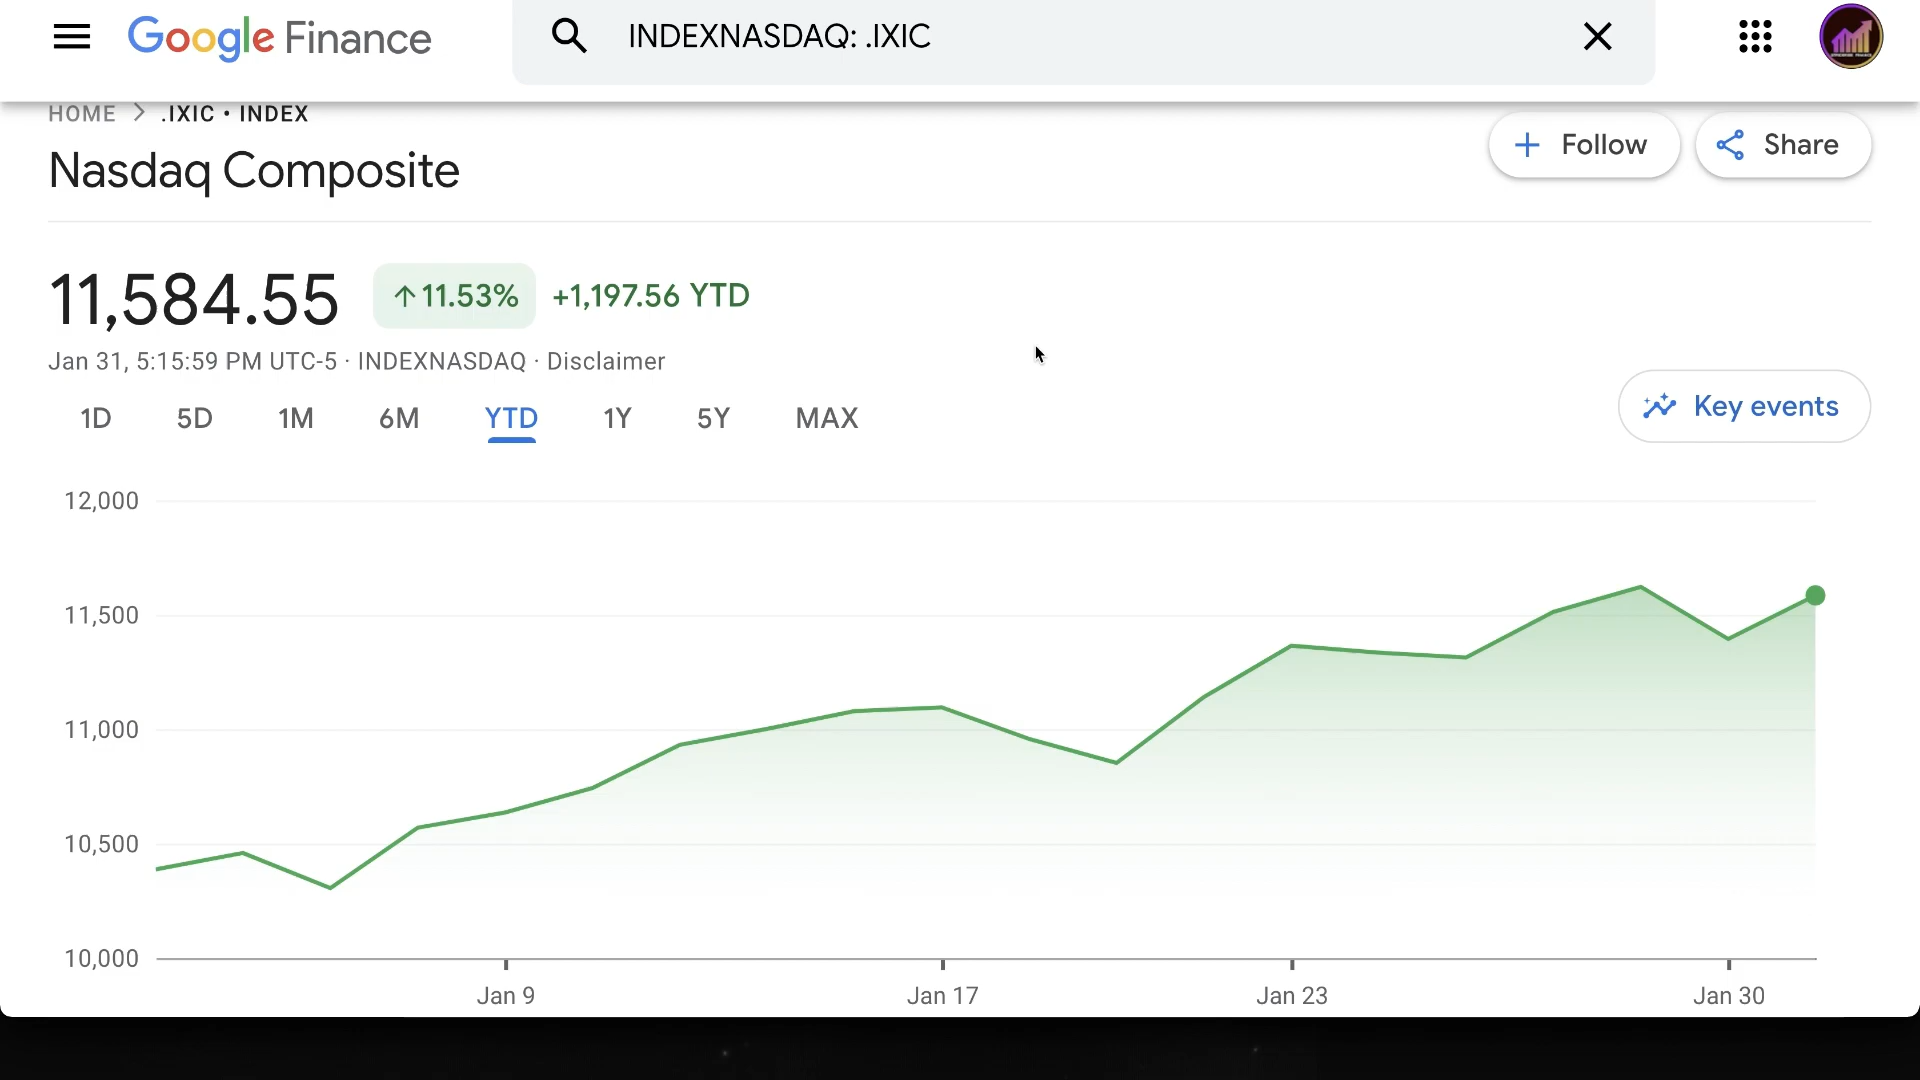 Google Finance
INDEXNASDAQ: .IXIC
HOME > .IXIC • INDEX
Nasdaq Composite
Follow
Share
11,584.55
↑ 11.53%
+1,197.56 YTD
Jan 31, 5:15:59 PM UTC-5 · INDEXNASDAQ · Disclaimer
1D 5D 1M 6M YTD 1Y 5Y MAX
Key events
12,000
11,500
11,000
10,500
10,000
Jan 9 Jan 17 Jan 23 Jan 30